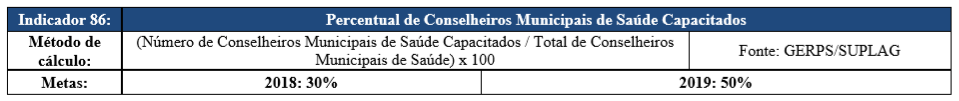 Indicador 86: Percentual de Conselheiros Municipais de Saúde Capacitados
Método de cálculo: (Número de Conselheiros Municipais de Saúde Capacitados / Total de Conselheiros Municipais de Saúde) x 100 Fonte: GERPS/SUPLAG
Metas: 2018: 30% 2019: 50%